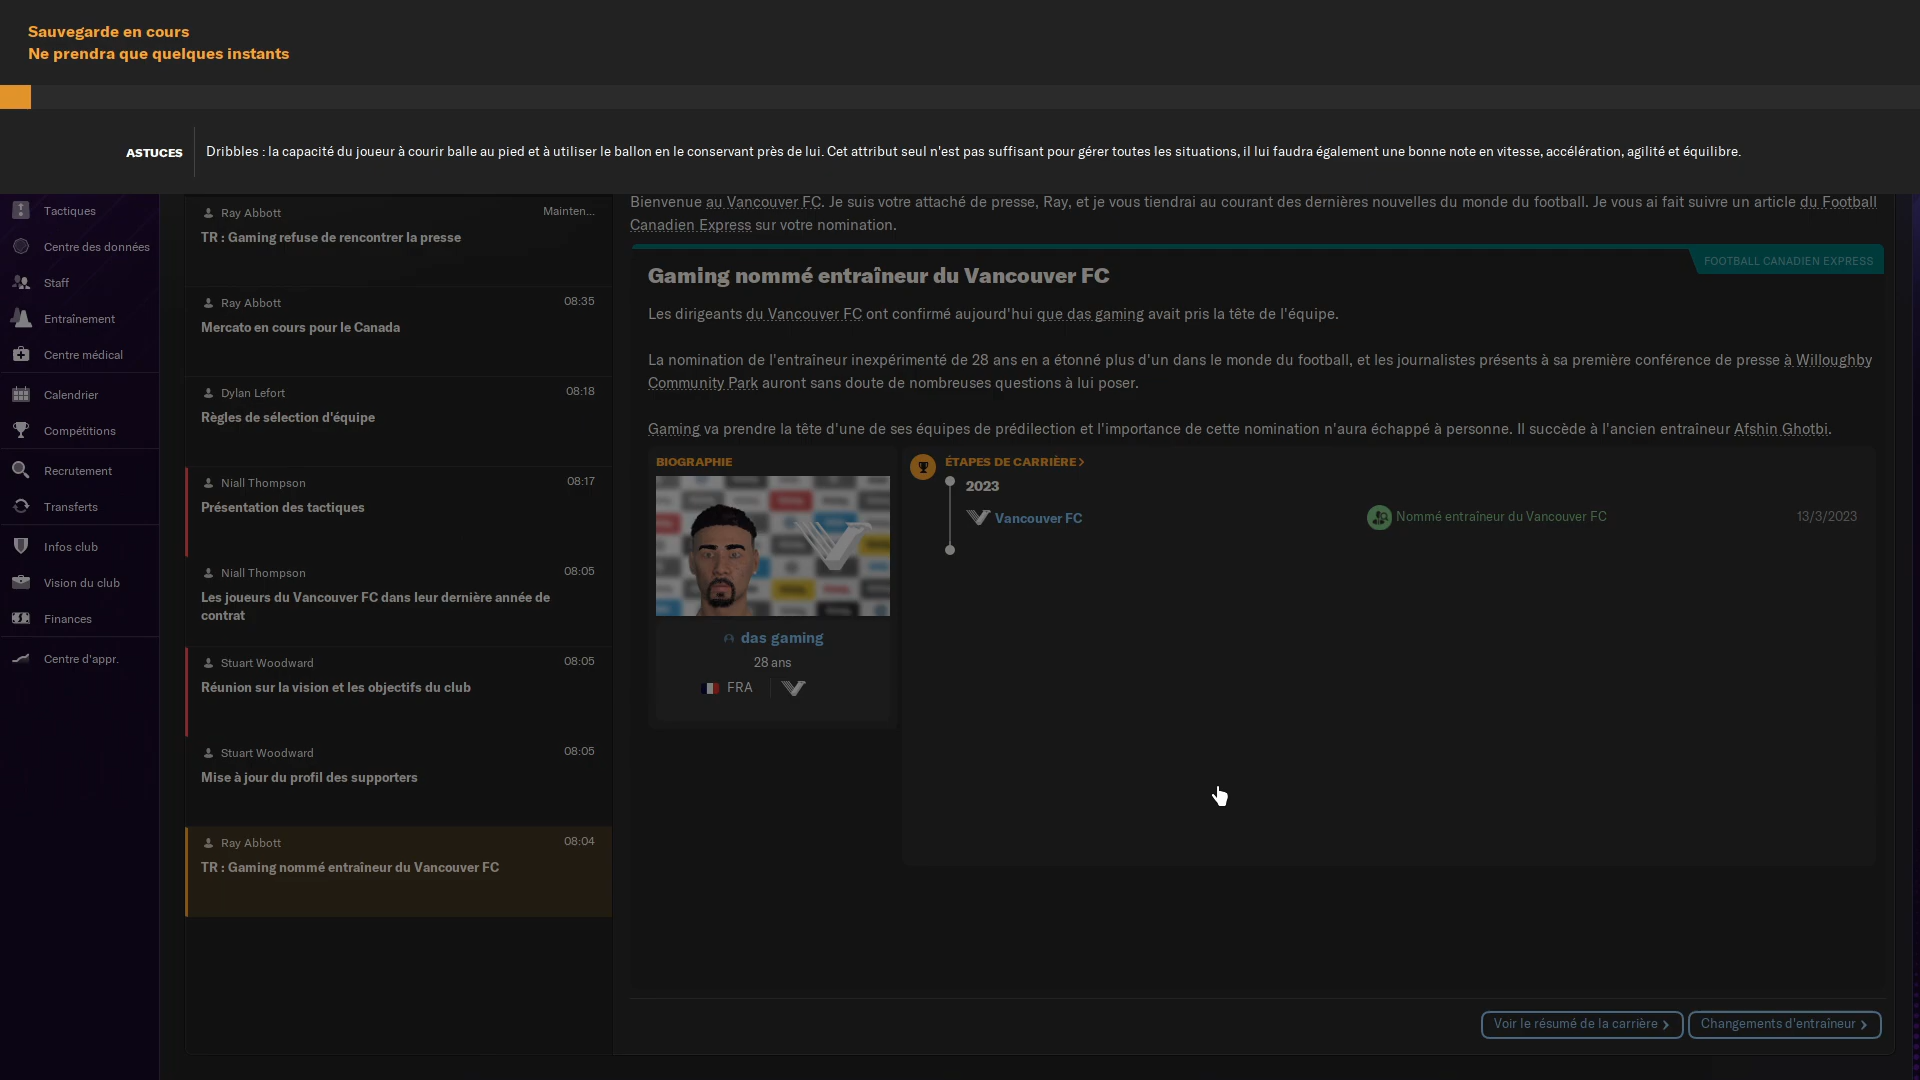 Sauvegarde en cours
Ne prendra que quelques instants
ASTUCES
Dribbles : la capacité du joueur à courir balle au pied et à utiliser le ballon en le conservant près de lui. Cet attribut seul n'est pas suffisant pour gérer toutes les situations, il lui faudra également une bonne note en vitesse, accélération, agilité et équilibre.
Tactiques
Centre des données
Staff
Entraînement
Centre médical
Calendrier
Compétitions
Recrutement
Transferts
Infos club
Vision du club
Finances
Centre d'appr.
Ray Abbott
Mainten...
TR : Gaming refuse de rencontrer la presse
Ray Abbott
08:35
Mercato en cours pour le Canada
Dylan Lefort
08:18
Règles de sélection d'équipe
Niall Thompson
08:17
Présentation des tactiques
Niall Thompson
08:05
Les joueurs du Vancouver FC dans leur dernière année de
contrat
Stuart Woodward
08:05
Réunion sur la vision et les objectifs du club
Stuart Woodward
08:05
Mise à jour du profil des supporters
Ray Abbott
08:04
TR : Gaming nommé entraîneur du Vancouver FC
Bienvenue au Vancouver FC. Je suis votre attaché de presse, Ray, et je vous tiendrai au courant des dernières nouvelles du monde du football. Je vous ai fait suivre un article du Football
Canadien Express sur votre nomination.
FOOTBALL CANADIEN EXPRESS
Gaming nommé entraîneur du Vancouver FC
Les dirigeants du Vancouver FC ont confirmé aujourd'hui que das gaming avait pris la tête de l'équipe.
La nomination de l'entraîneur inexpérimenté de 28 ans en a étonné plus d'un dans le monde du football, et les journalistes présents à sa première conférence de presse à Willoughby
Community Park auront sans doute de nombreuses questions à lui poser.
Gaming va prendre la tête d'une de ses équipes de prédilection et l'importance de cette nomination n'aura échappé à personne. Il succède à l'ancien entraîneur Afshin Ghotbi.
BIOGRAPHIE
das gaming
28 ans
FRA
ÉTAPES DE CARRIÈRE >
2023
Vancouver FC
Nommé entraîneur du Vancouver FC
13/3/2023
Voir le résumé de la carrière >
Changements d'entraîneur >